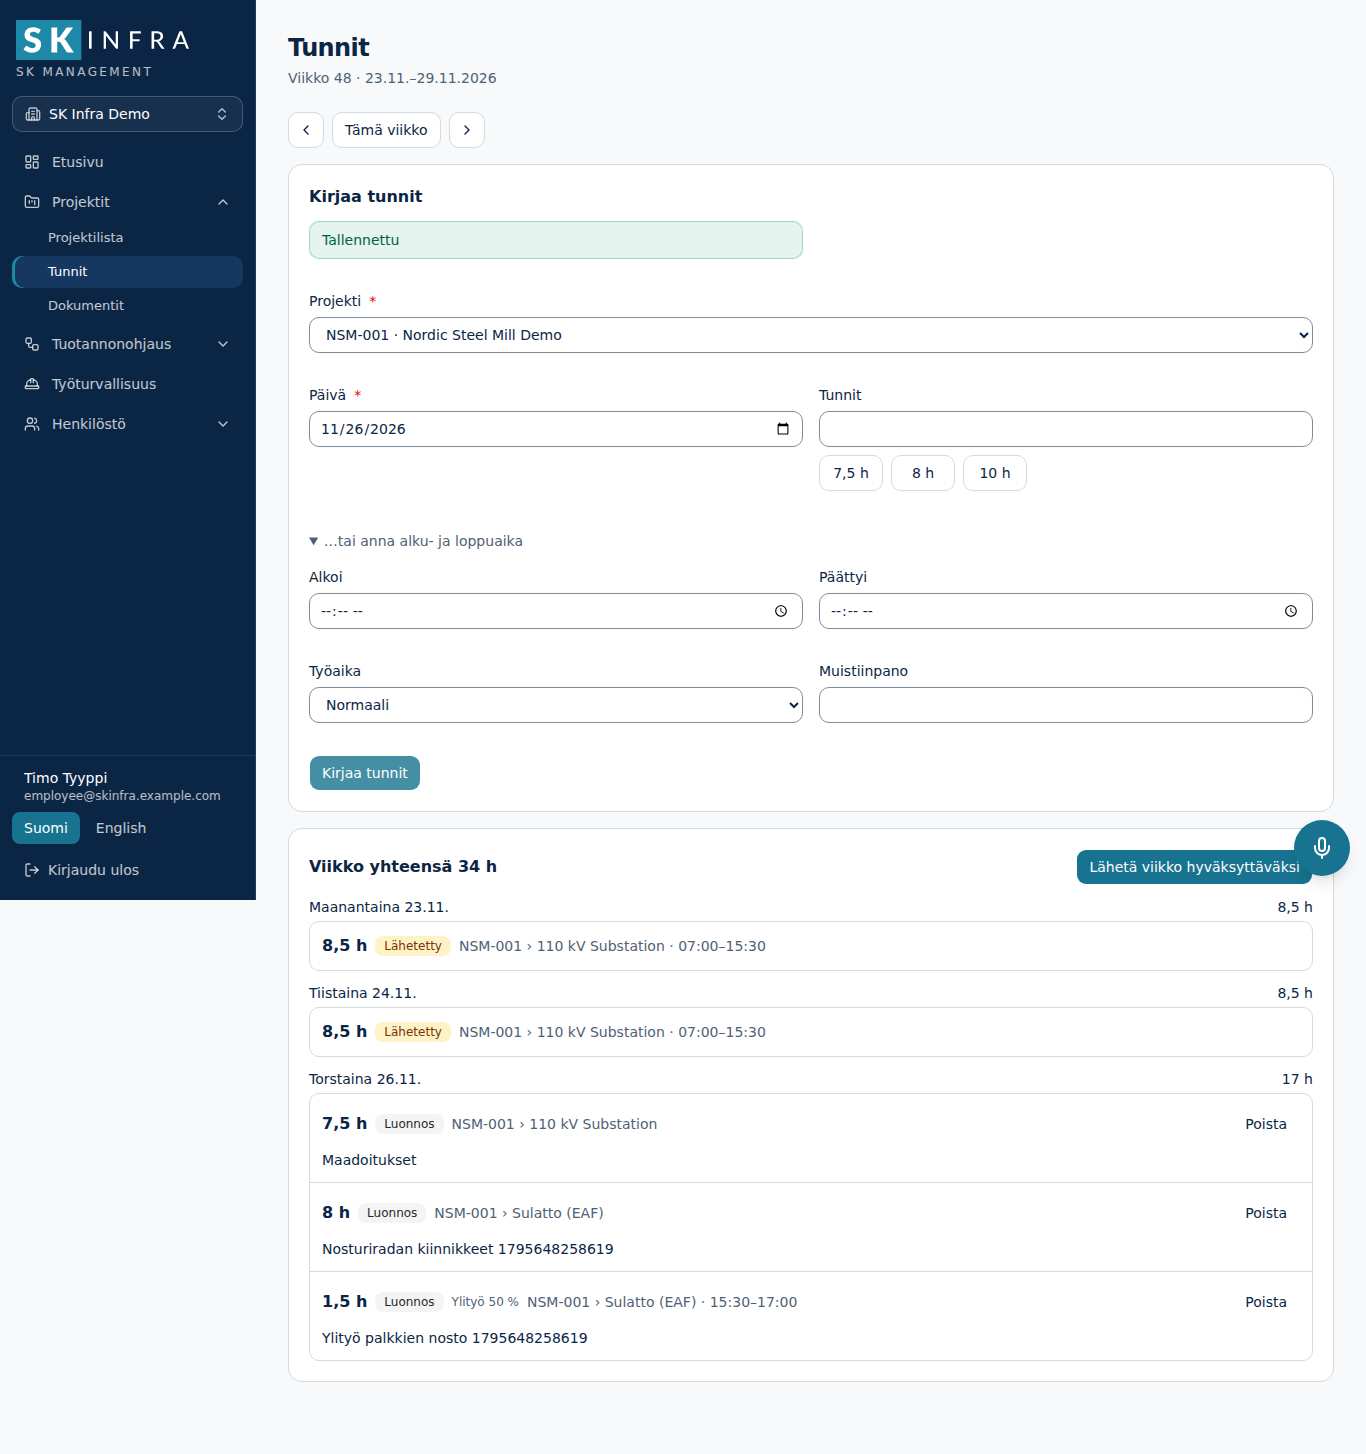 SK INFRA
SK MANAGEMENT
SK Infra Demo
Etusivu
Projektit
Projektilista
Tunnit
Dokumentit
Tuotannonohjaus
Työturvallisuus
Henkilöstö
Timo Tyyppi
employee@skinfra.example.com
Suomi English
Kirjaudu ulos
Tunnit
Viikko 48 · 23.11.–29.11.2026
Tämä viikko
Kirjaa tunnit
Tallennettu
Projekti *
NSM-001 · Nordic Steel Mill Demo
Päivä * Tunnit
11/26/2026
7,5 h 8 h 10 h
▼ …tai anna alku- ja loppuaika
Alkoi Päättyi
--:-- -- --:-- --
Työaika Muistiinpano
Normaali
Kirjaa tunnit
Viikko yhteensä 34 h Lähetä viikko hyväksyttäväksi
Maanantaina 23.11. 8,5 h
8,5 h Lähetetty NSM-001 › 110 kV Substation · 07:00–15:30
Tiistaina 24.11. 8,5 h
8,5 h Lähetetty NSM-001 › 110 kV Substation · 07:00–15:30
Torstaina 26.11. 17 h
7,5 h Luonnos NSM-001 › 110 kV Substation Poista
Maadoitukset
8 h Luonnos NSM-001 › Sulatto (EAF) Poista
Nosturiradan kiinnikkeet 1795648258619
1,5 h Luonnos Ylityö 50 % NSM-001 › Sulatto (EAF) · 15:30–17:00 Poista
Ylityö palkkien nosto 1795648258619